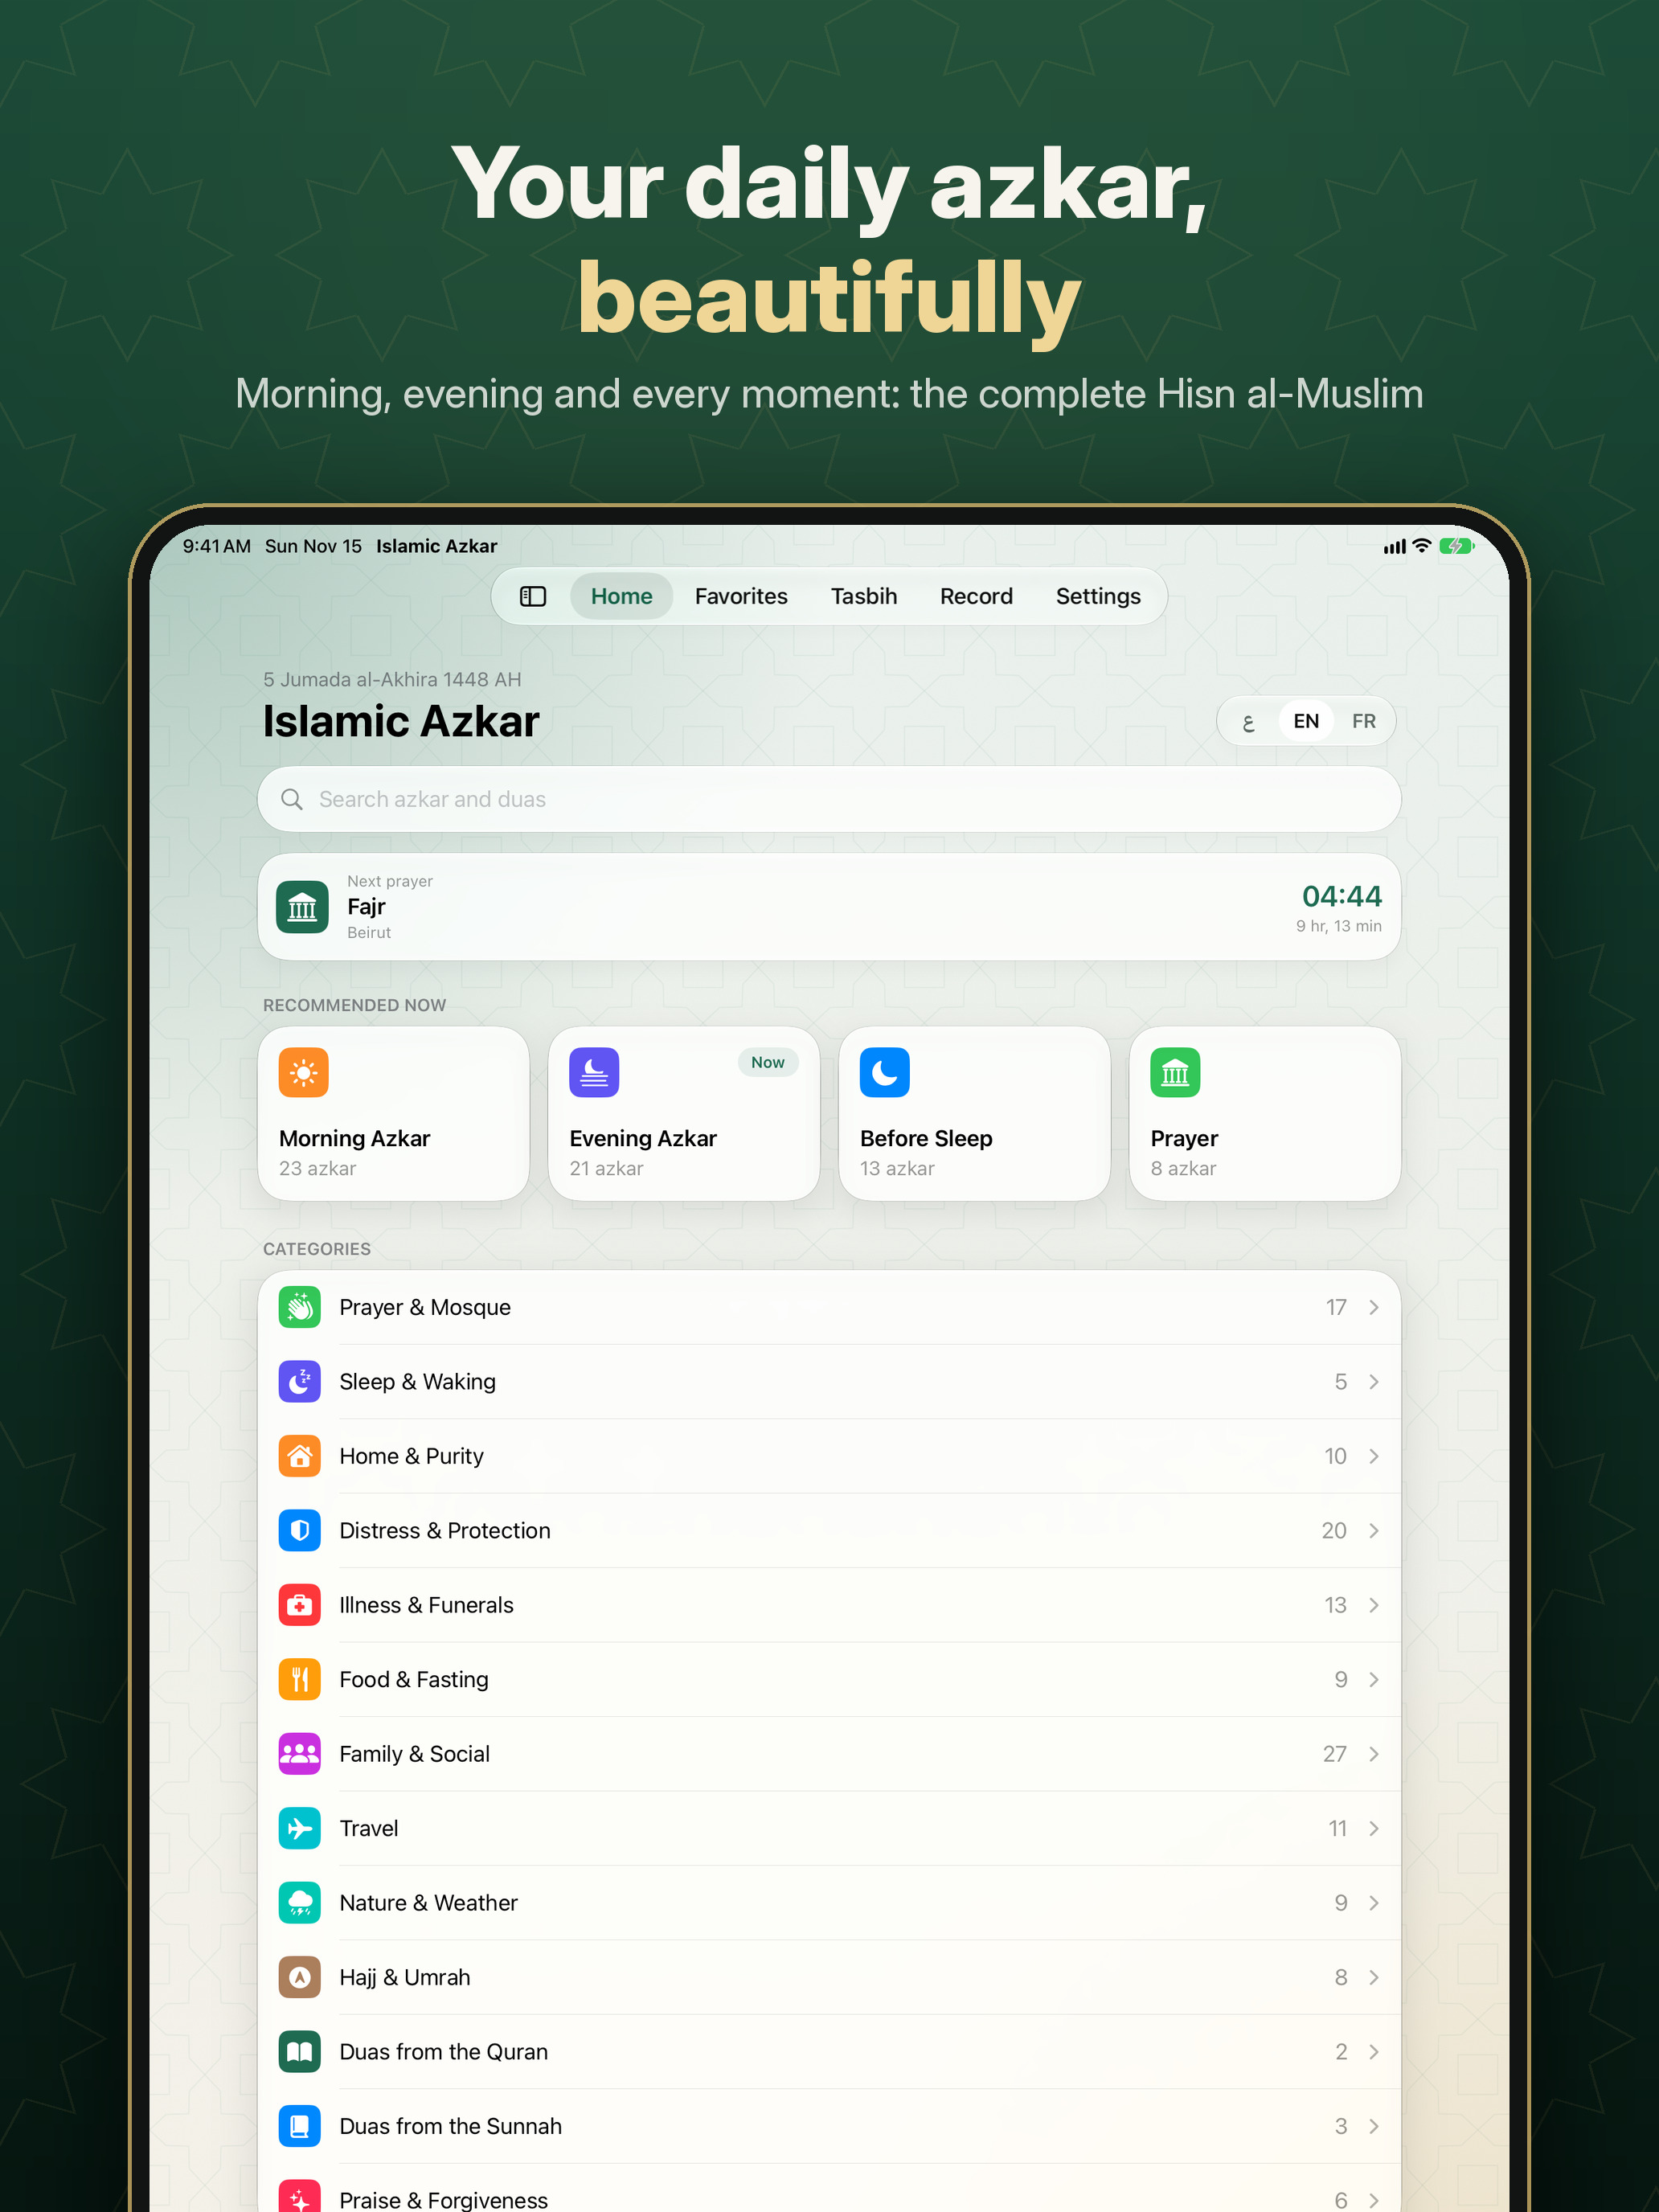 Your daily azkar,
beautifully
Morning, evening and every moment: the complete Hisn al-Muslim
9:41 AM Sun Nov 15 Islamic Azkar
Home Favorites Tasbih Record Settings
5 Jumada al-Akhira 1448 AH
Islamic Azkar
ع EN FR
Search azkar and duas
Next prayer
Fajr
Beirut
04:44
9 hr, 13 min
RECOMMENDED NOW
Morning Azkar
23 azkar
Now
Evening Azkar
21 azkar
Before Sleep
13 azkar
Prayer
8 azkar
CATEGORIES
Prayer & Mosque 17
Sleep & Waking 5
Home & Purity 10
Distress & Protection 20
Illness & Funerals 13
Food & Fasting 9
Family & Social 27
Travel 11
Nature & Weather 9
Hajj & Umrah 8
Duas from the Quran 2
Duas from the Sunnah 3
Praise & Forgiveness 6